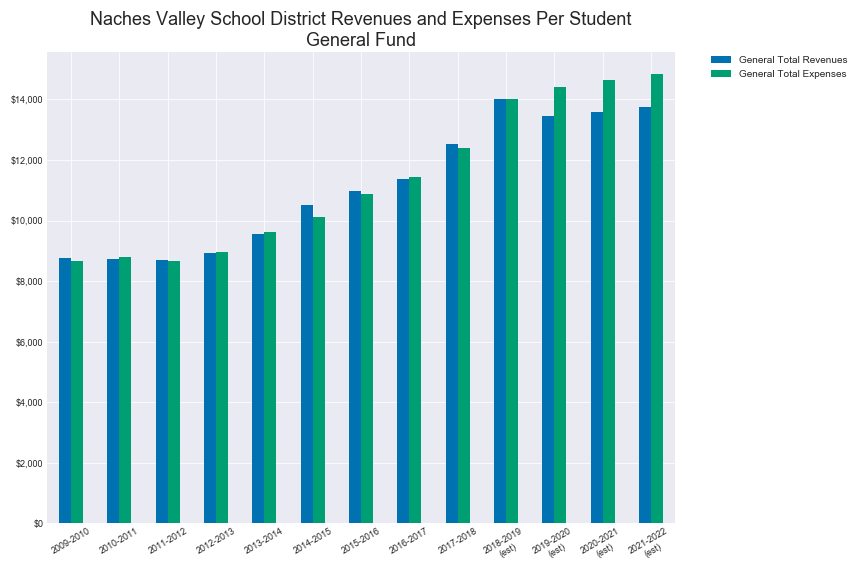 Naches Valley School District Revenues and Expenses Per Student
General Fund
General Total Revenues
General Total Expenses
$14,000
$12,000
$10,000
$8,000
$6,000
$4,000
$2,000
$0
2009-2010
2010-2011
2011-2012
2012-2013
2013-2014
2014-2015
2015-2016
2016-2017
2017-2018
2018-2019
(est)
2019-2020
(est)
2020-2021
(est)
2021-2022
(est)